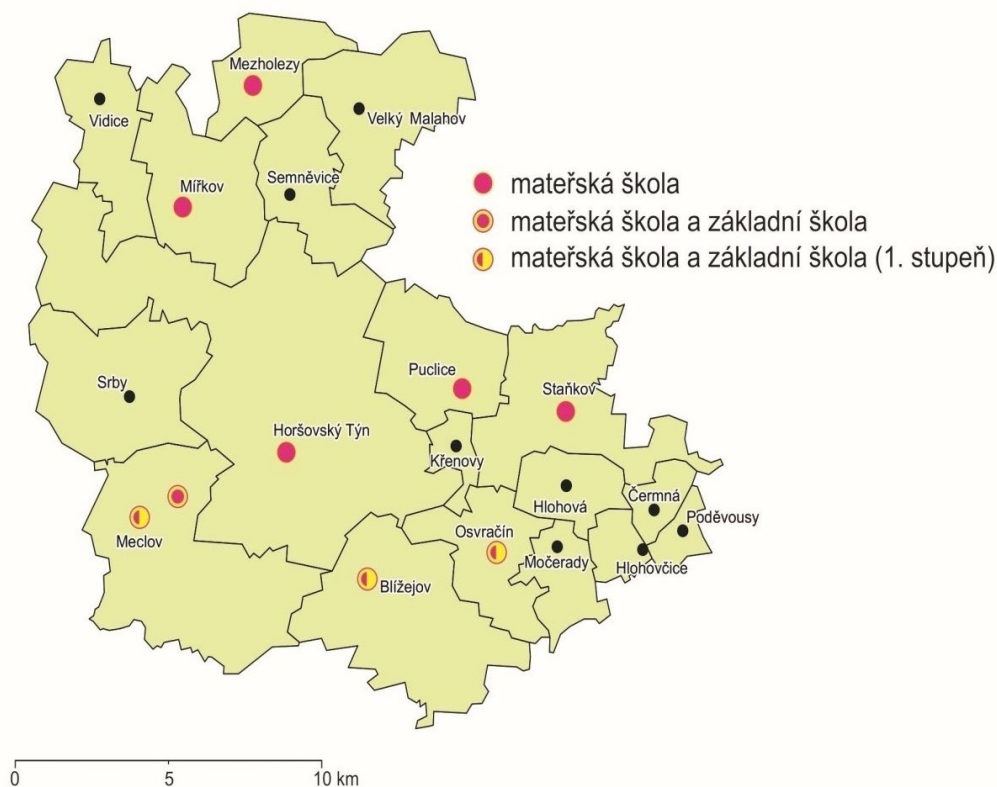 Mezholezy
Vidice
Velký Malahov
Semněvice
Mířkov
mateřská škola
mateřská škola a základní škola
mateřská škola a základní škola (1. stupeň)
Puclice
Srby
Staňkov
Horšovský Týn
Křenovy
Hlohová
Čermná
Poděvousy
Osvračín
Meclov
Močerady
Hlohovčice
Blížejov
0
5
10 km